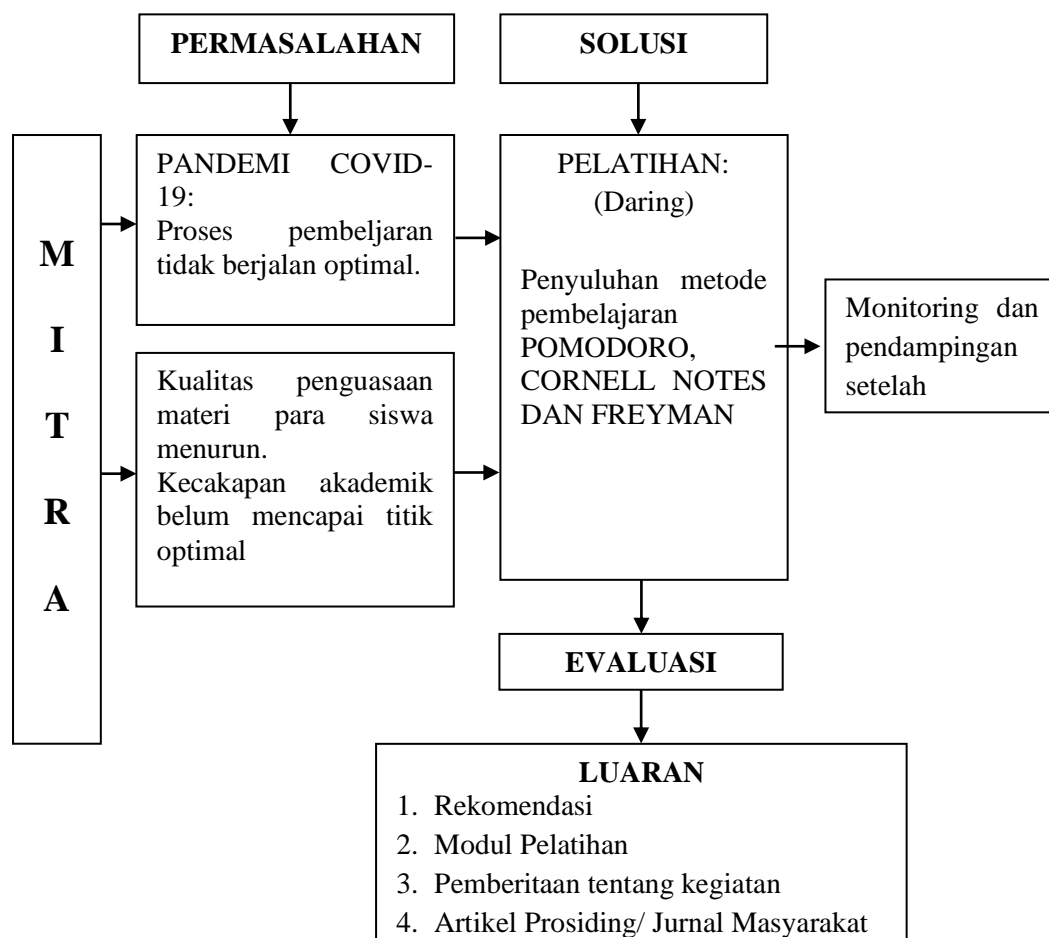 PERMASALAHAN
SOLUSI
M
I
T
R
A
PANDEMI COVID-
19:
Proses pembeljaran
tidak berjalan optimal.
Kualitas penguasaan
materi para siswa
menurun.
Kecakapan akademik
belum mencapai titik
optimal
PELATIHAN:
(Daring)
Penyuluhan metode
pembelajaran
POMODORO,
CORNELL NOTES
DAN FREYMAN
Monitoring dan
pendampingan
setelah
EVALUASI
LUARAN
1. Rekomendasi
2. Modul Pelatihan
3. Pemberitaan tentang kegiatan
4. Artikel Prosiding/ Jurnal Masyarakat